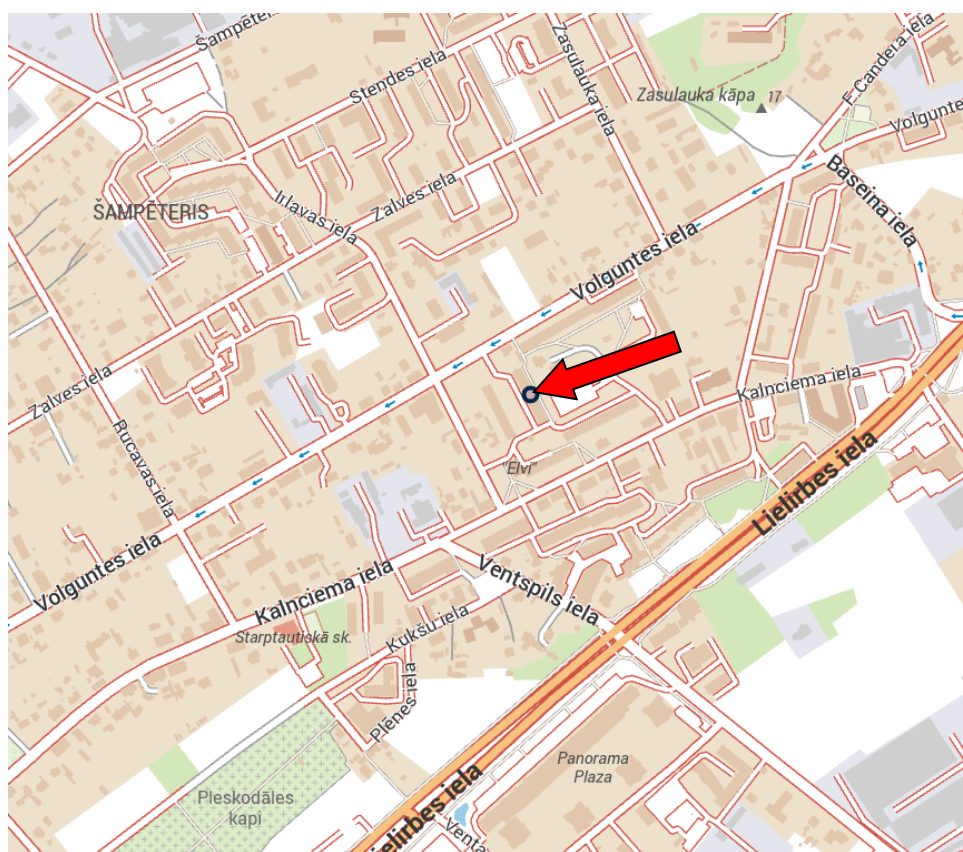 Šampēteris
Stendes iela
Zasulauka iela
Zasulauka kāpa
17
E Candera iela
Volguntes
Baseina iela
ŠAMPĒTERIS
Irlavas iela
Zalves iela
Volguntes iela
Zalves iela
Rucavas iela
Kalnciema iela
"Elvi"
Lielirbes iela
Volguntes iela
Kalnciema iela
Ventspils iela
Starptautiskā sk.
Kukšu iela
Plēnes iela
Panorama
Plaza
Pleskodāles
kapi
Lielirbes iela
Venta